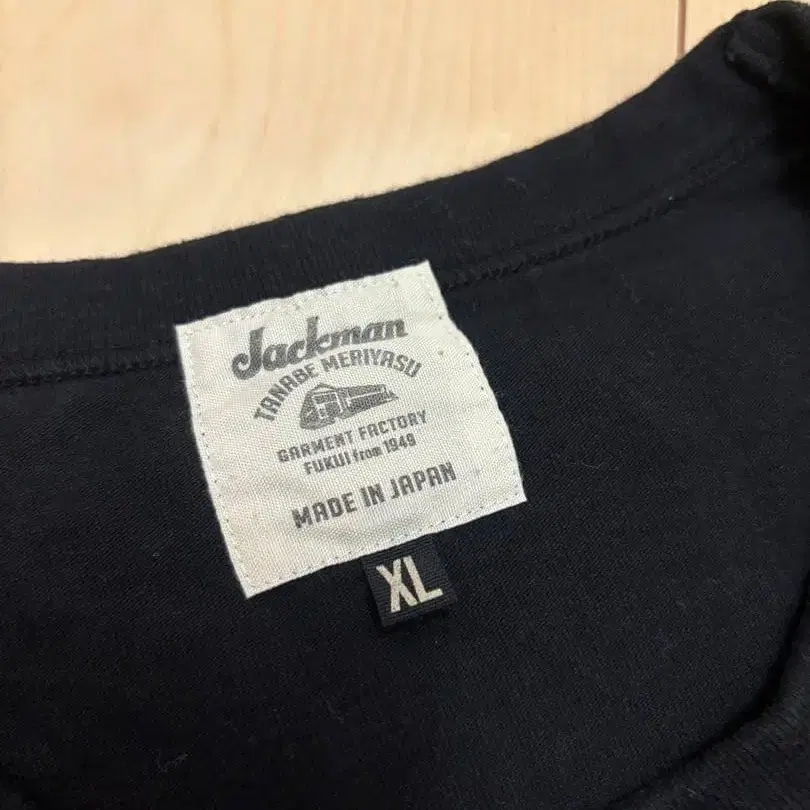 Jackman
TANABE MERIYASU
GARMENT FACTORY
FUKUI from 1949
MADE IN JAPAN
XL